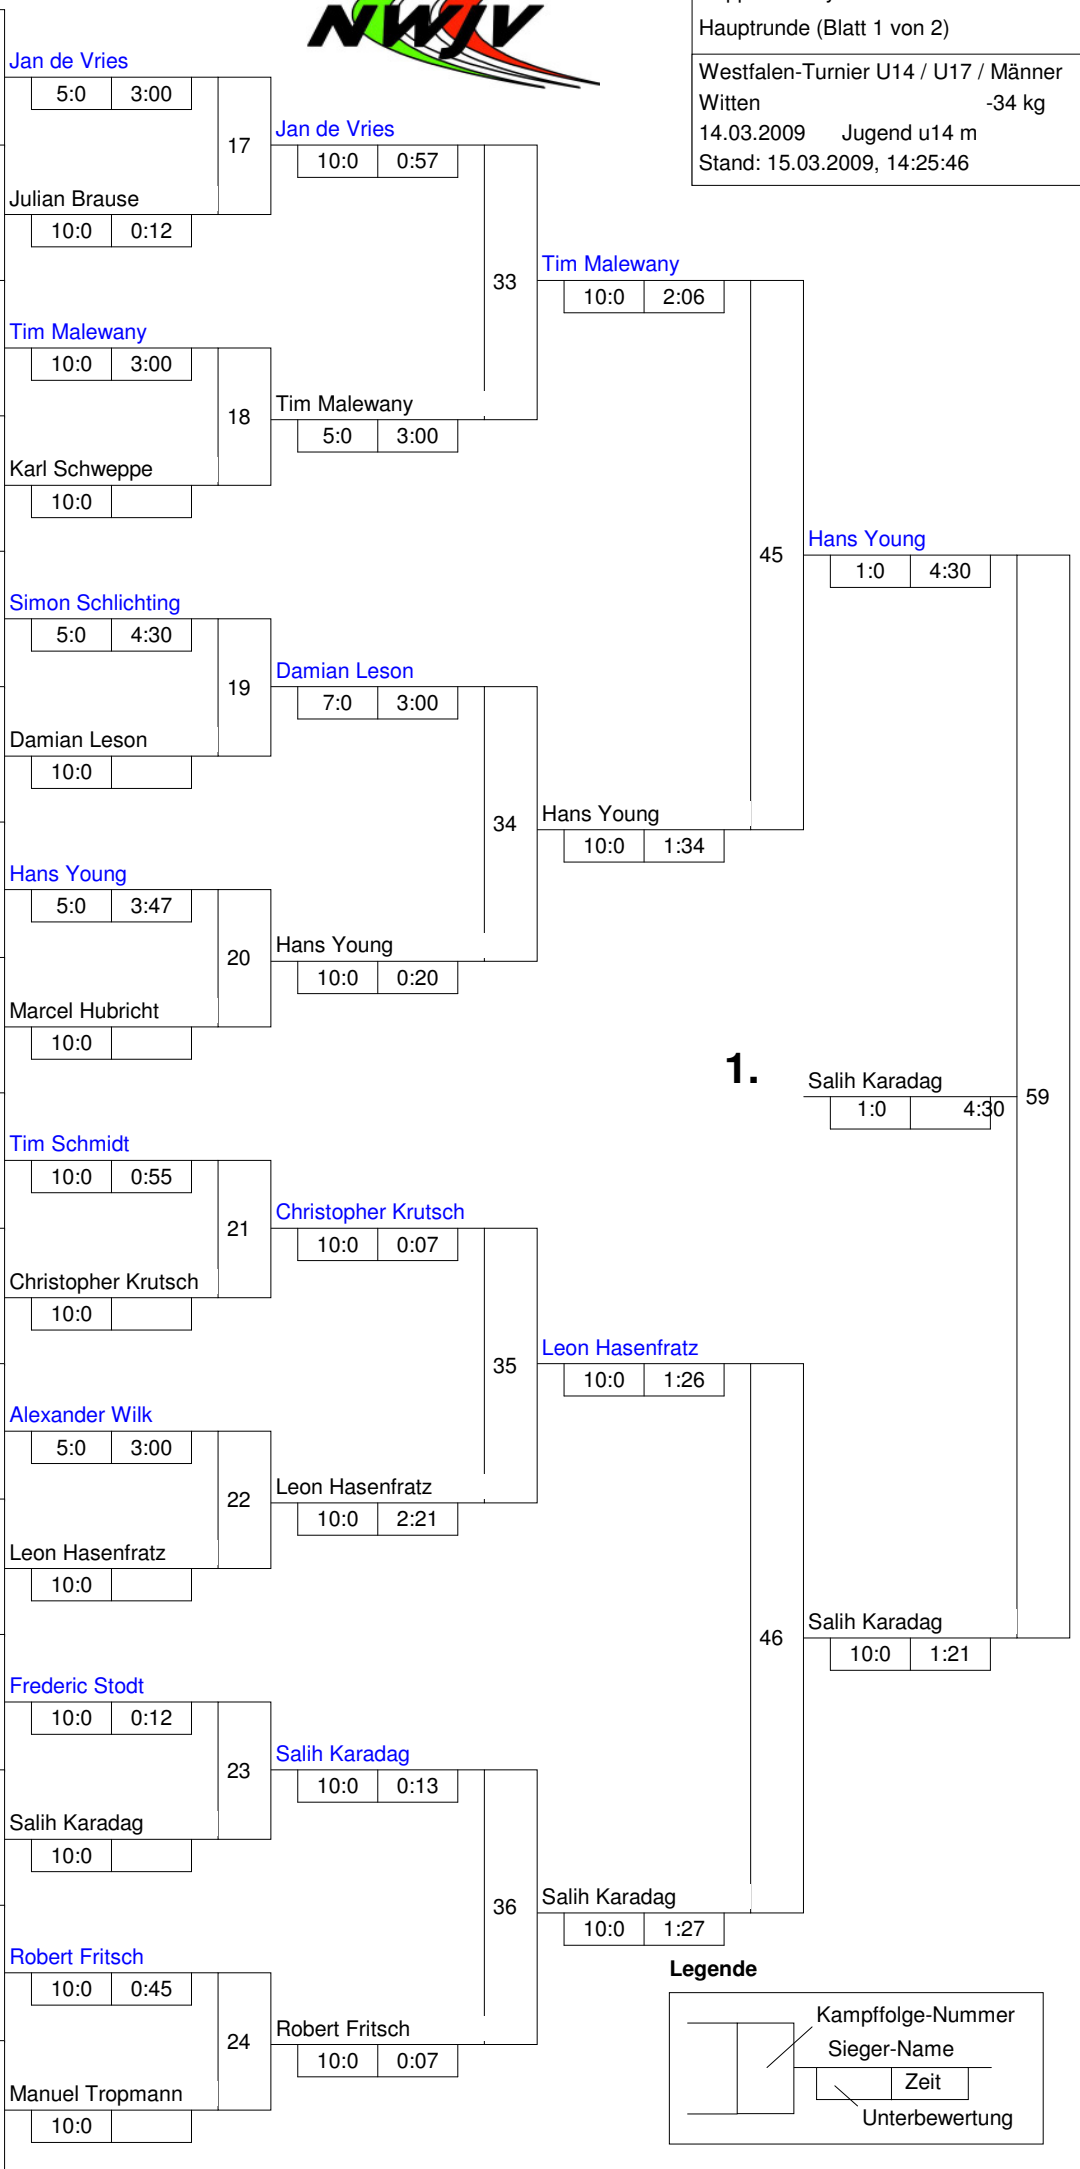 NWJV
Hauptrunde (Blatt 1 von 2)
Westfalen-Turnier U14 / U17 / Männer
Witten -34 kg
14.03.2009 Jugend u14 m
Stand: 15.03.2009, 14:25:46
Jan de Vries
5:0 3:00
17
Jan de Vries
10:0 0:57
Julian Brause
10:0 0:12
33
Tim Malewany
10:0 2:06
Tim Malewany
10:0 3:00
18
Tim Malewany
5:0 3:00
Karl Schweppe
10:0
45
Hans Young
1:0 4:30
Simon Schlichting
5:0 4:30
19
Damian Leson
7:0 3:00
Damian Leson
10:0
34
Hans Young
10:0 1:34
Hans Young
5:0 3:47
20
Hans Young
10:0 0:20
Marcel Hubricht
10:0
1.
Salih Karadag
1:0 4:30
59
Tim Schmidt
10:0 0:55
21
Christopher Krutsch
10:0 0:07
Christopher Krutsch
10:0
35
Leon Hasenfratz
10:0 1:26
Alexander Wilk
5:0 3:00
22
Leon Hasenfratz
10:0 2:21
Leon Hasenfratz
10:0
46
Salih Karadag
10:0 1:21
Frederic Stodt
10:0 0:12
23
Salih Karadag
10:0 0:13
Salih Karadag
10:0
36
Salih Karadag
10:0 1:27
Robert Fritsch
10:0 0:45
24
Robert Fritsch
10:0 0:07
Manuel Tropmann
10:0
Legende
Kampffolge-Nummer
Sieger-Name
Zeit
Unterbewertung